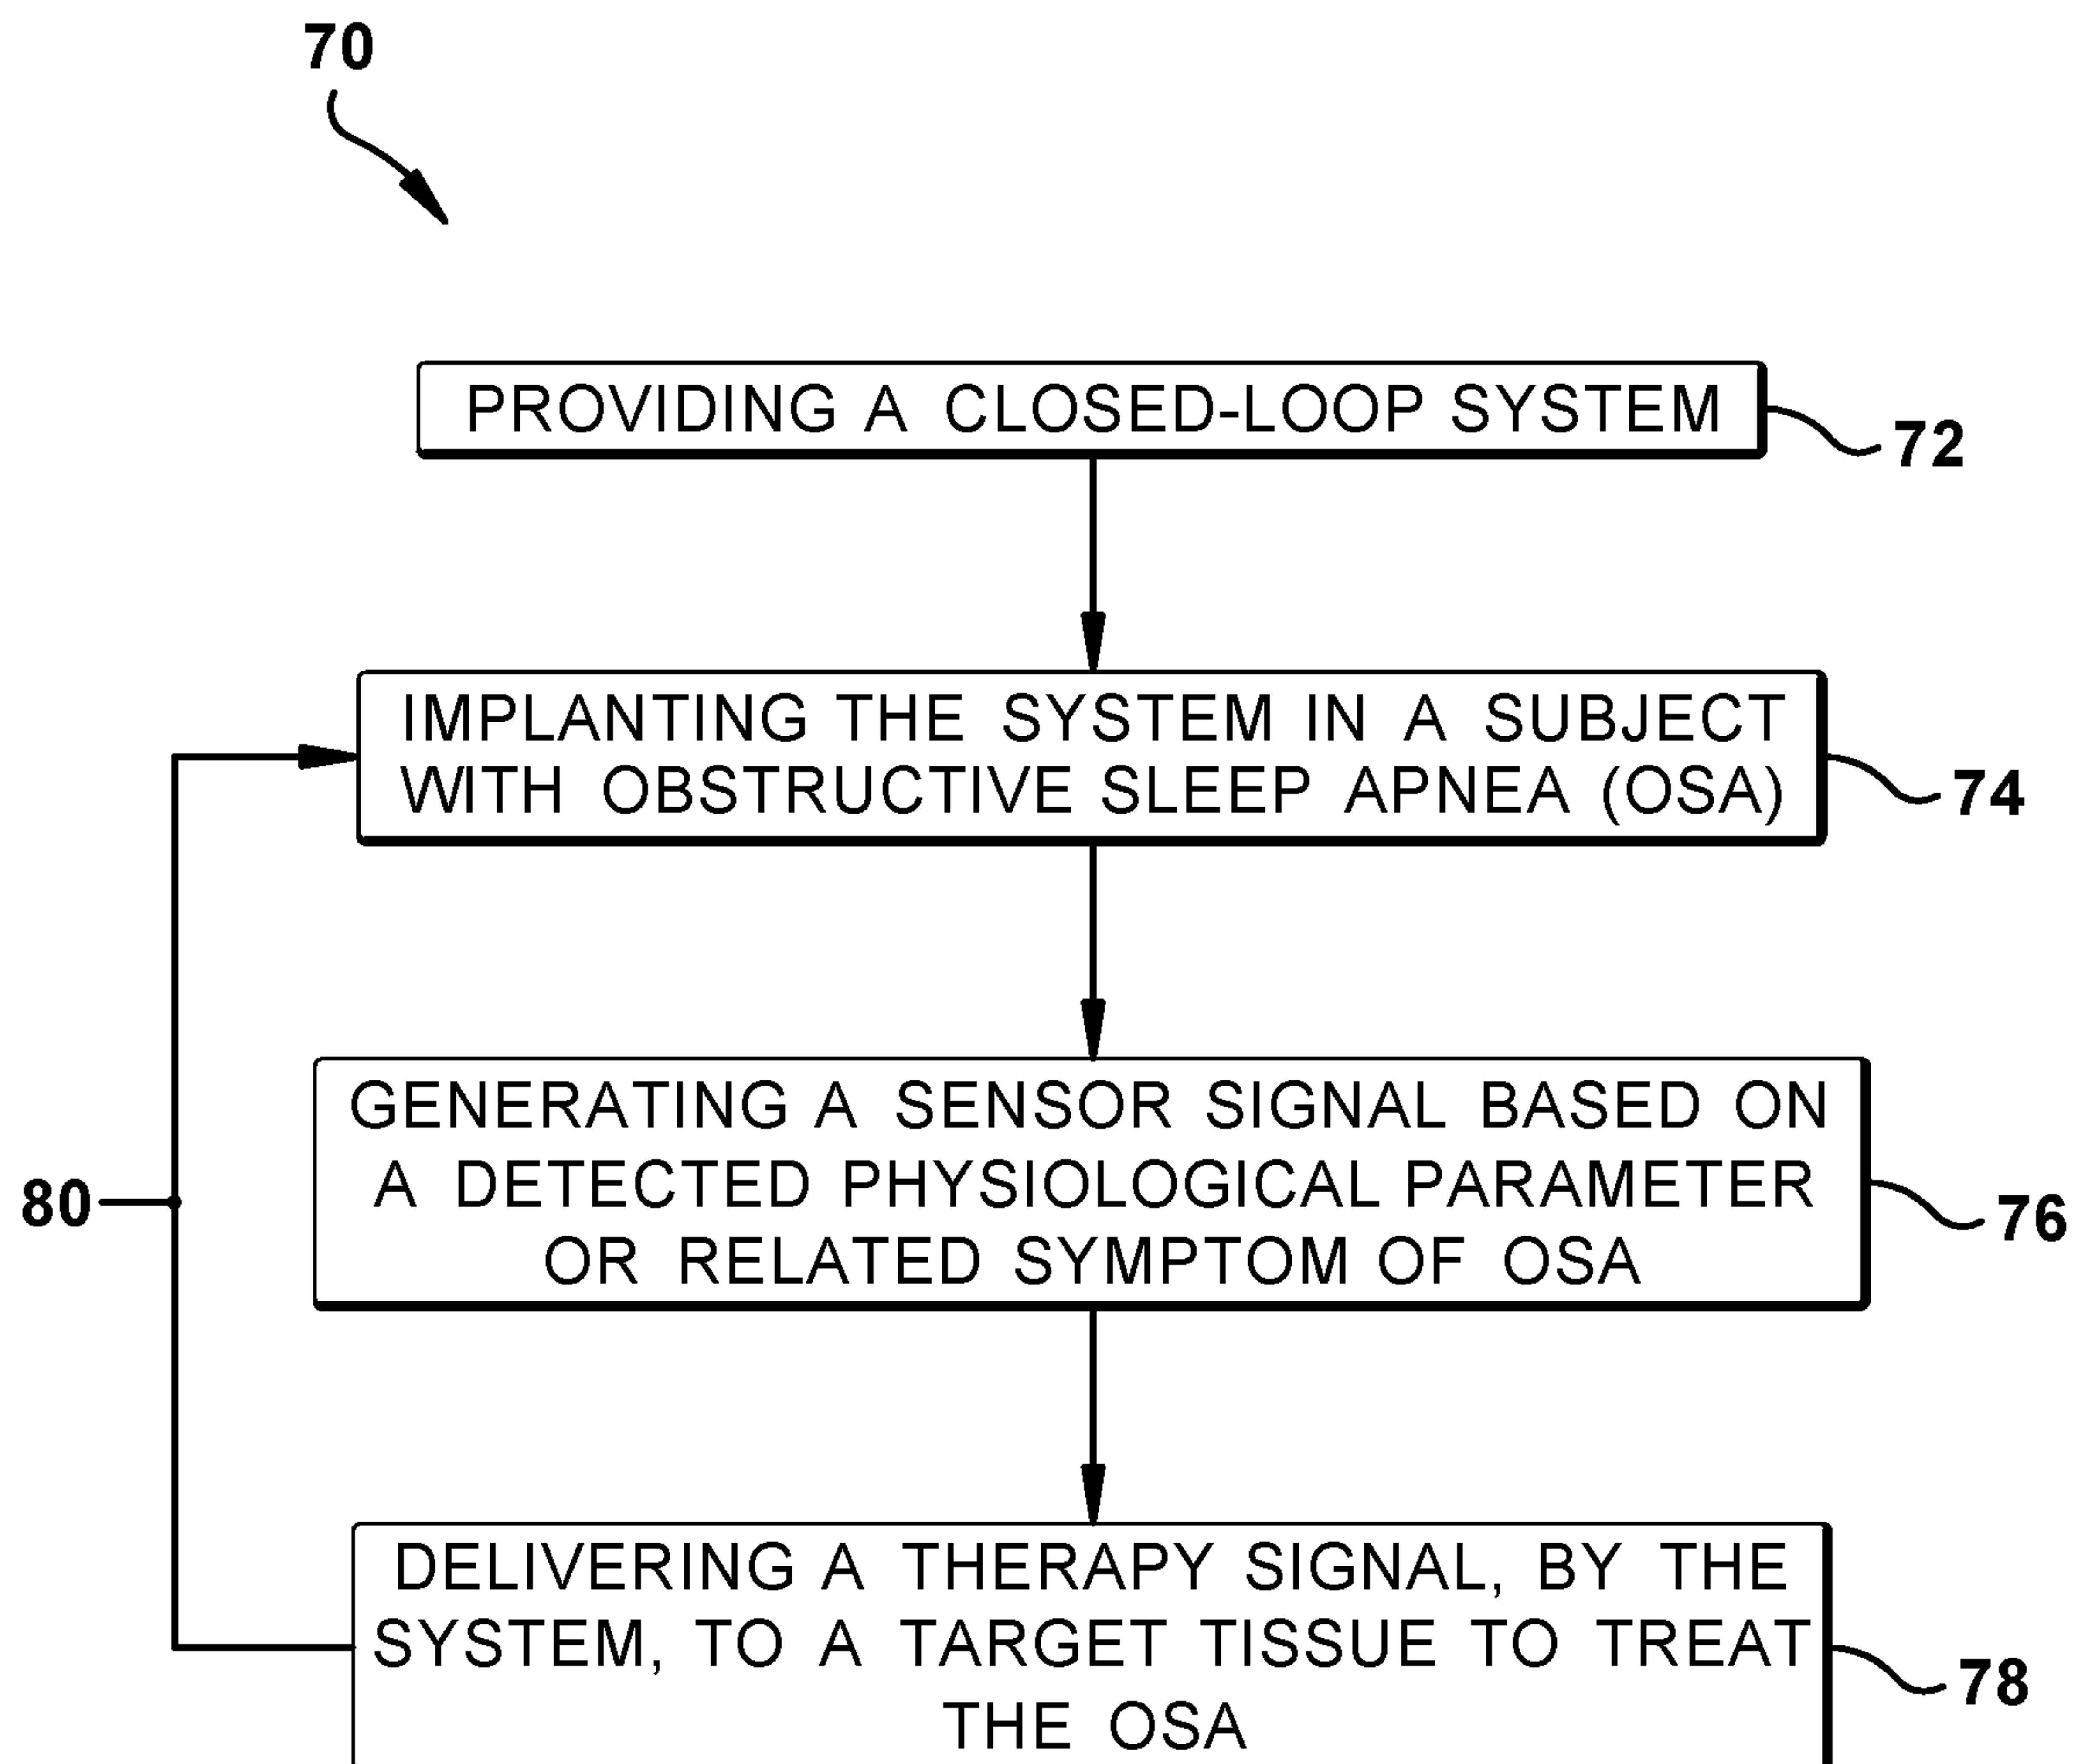 70
PROVIDING A CLOSED-LOOP SYSTEM
72
IMPLANTING THE SYSTEM IN A SUBJECT
WITH OBSTRUCTIVE SLEEP APNEA (OSA)
74
GENERATING A SENSOR SIGNAL BASED ON
A DETECTED PHYSIOLOGICAL PARAMETER
OR RELATED SYMPTOM OF OSA
76
80
DELIVERING A THERAPY SIGNAL, BY THE
SYSTEM, TO A TARGET TISSUE TO TREAT
THE OSA
78